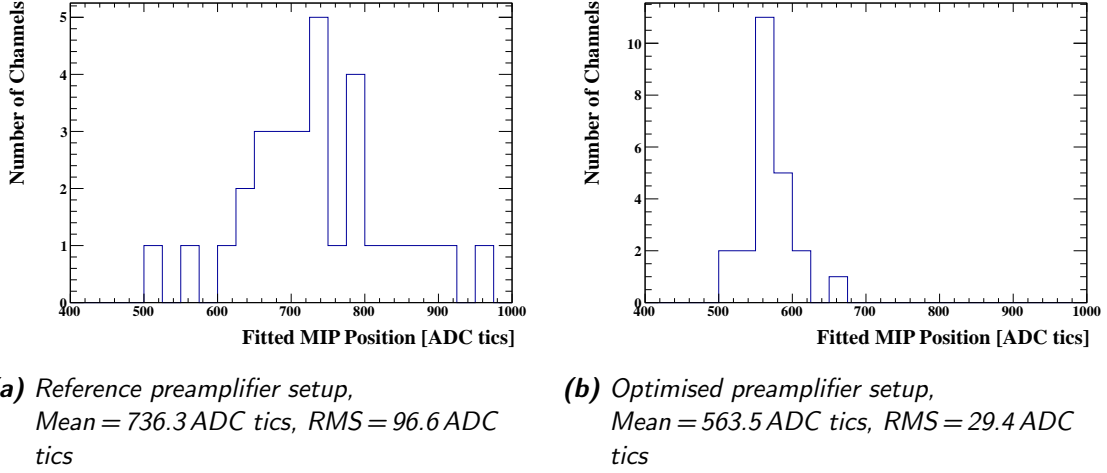 Number of Channels
5
4
3
2
1
0
400 500 600 700 800 900 1000
Fitted MIP Position [ADC tics]
Number of Channels
10
8
6
4
2
0
400 500 600 700 800 900 1000
Fitted MIP Position [ADC tics]
a) Reference preamplifier setup,
Mean = 736.3 ADC tics, RMS = 96.6 ADC
tics
(b) Optimised preamplifier setup,
Mean = 563.5 ADC tics, RMS = 29.4 ADC
tics